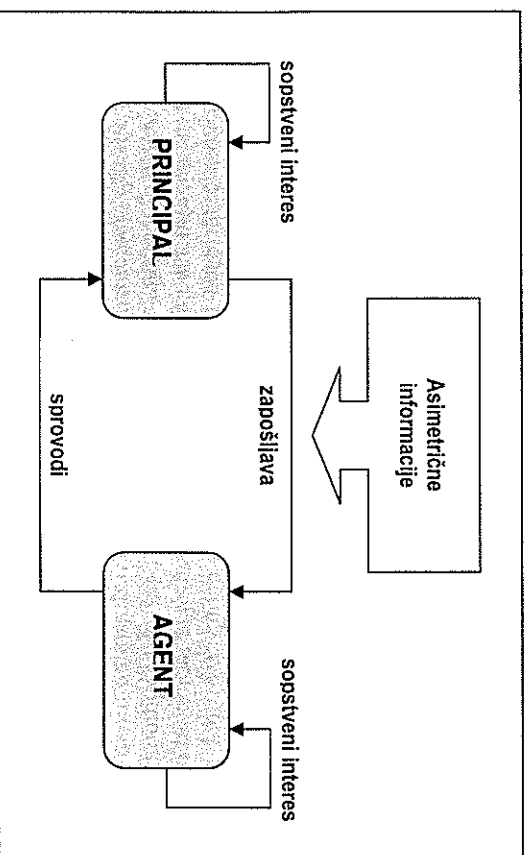 Asimetrične
informacije
sopstveni interes
zapošljava
sopstveni interes
PRINCIPAL
AGENT
sprovodi